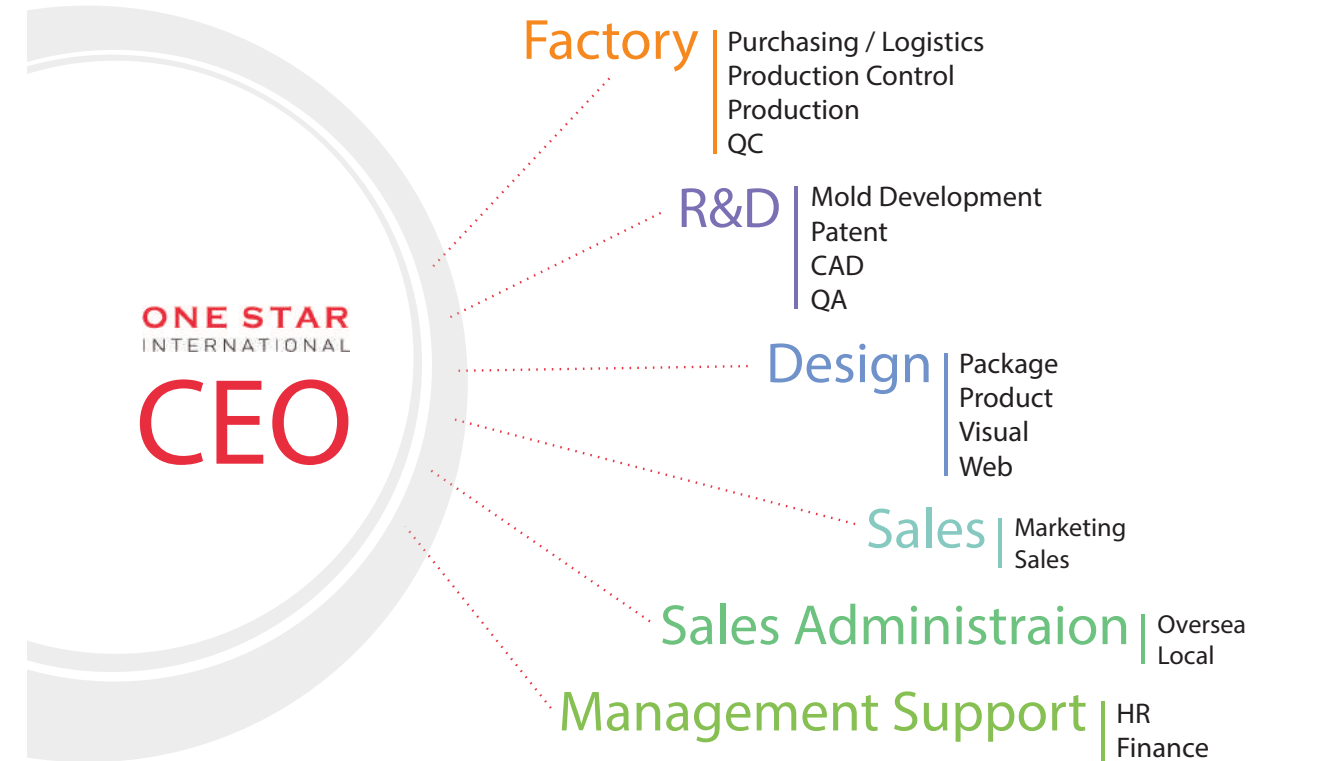 ONE STAR
INTERNATIONAL
CEO
Factory
Purchasing / Logistics
Production Control
Production
QC
R&D
Mold Development
Patent
CAD
QA
Design
Package
Product
Visual
Web
Sales
Marketing
Sales
Sales Administraion
Oversea
Local
Management Support
HR
Finance